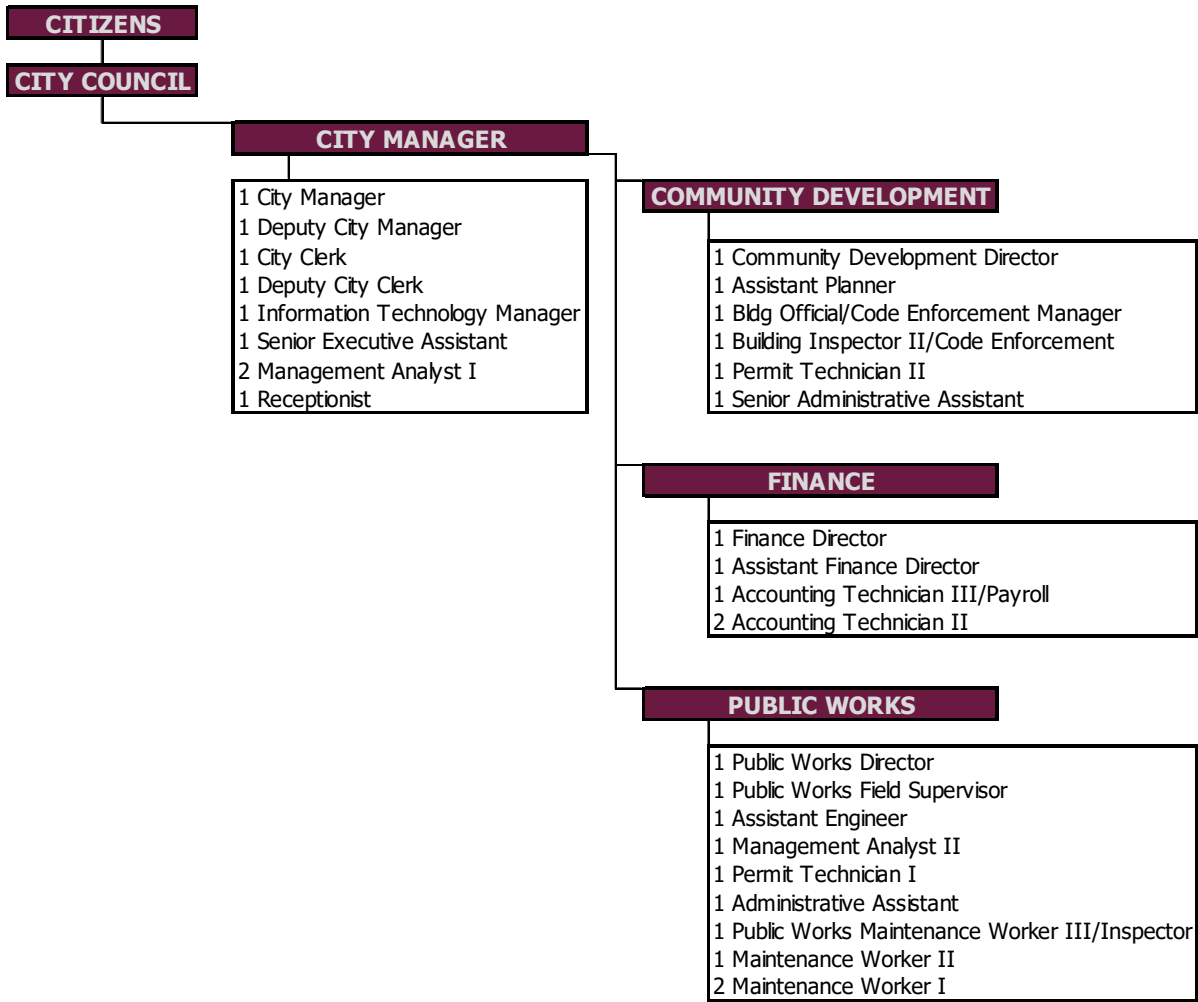 CITIZENS
CITY COUNCIL
CITY MANAGER
1 City Manager
1 Deputy City Manager
1 City Clerk
1 Deputy City Clerk
1 Information Technology Manager
1 Senior Executive Assistant
2 Management Analyst I
1 Receptionist
COMMUNITY DEVELOPMENT
1 Community Development Director
1 Assistant Planner
1 Bldg Official/Code Enforcement Manager
1 Building Inspector II/Code Enforcement
1 Permit Technician II
1 Senior Administrative Assistant
FINANCE
1 Finance Director
1 Assistant Finance Director
1 Accounting Technician III/Payroll
2 Accounting Technician II
PUBLIC WORKS
1 Public Works Director
1 Public Works Field Supervisor
1 Assistant Engineer
1 Management Analyst II
1 Permit Technician I
1 Administrative Assistant
1 Public Works Maintenance Worker III/Inspector
1 Maintenance Worker II
2 Maintenance Worker I